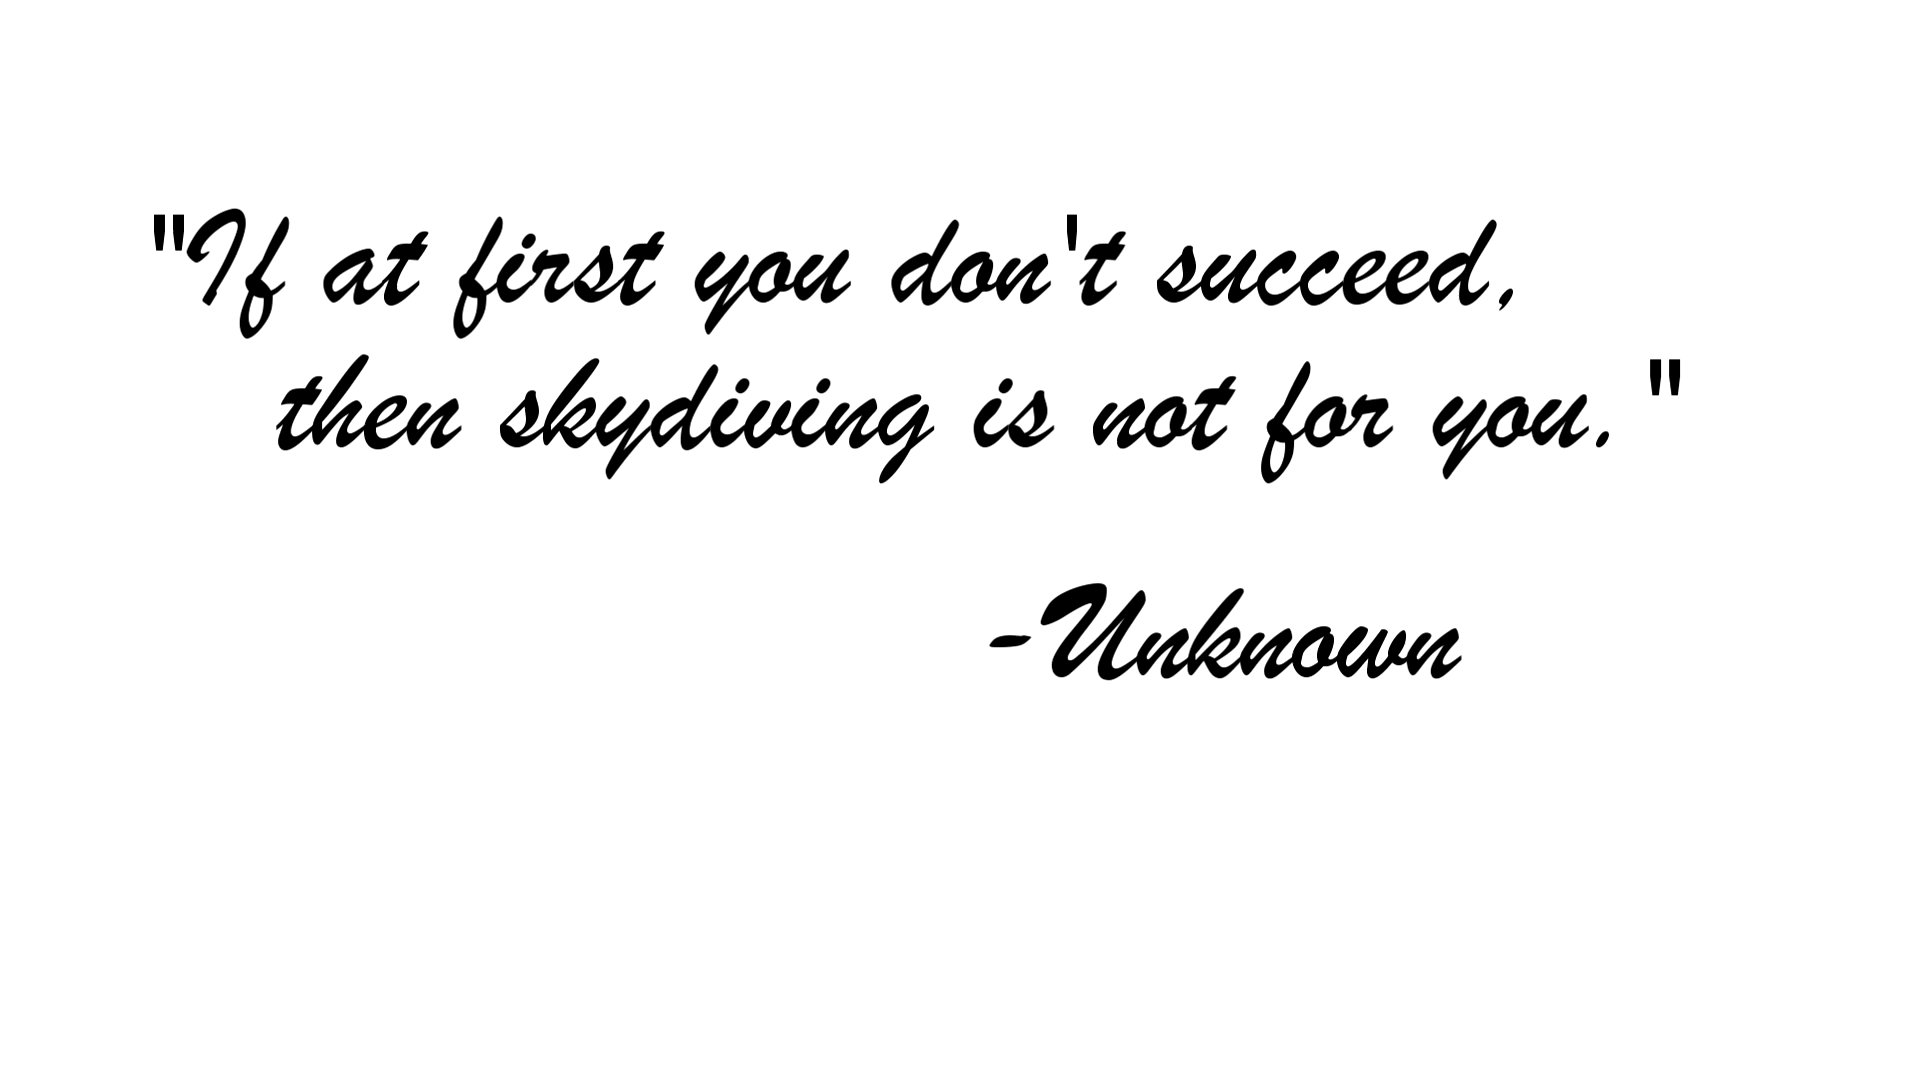 "If at first you don't succeed,
then skydiving is not for you."
-Unknown